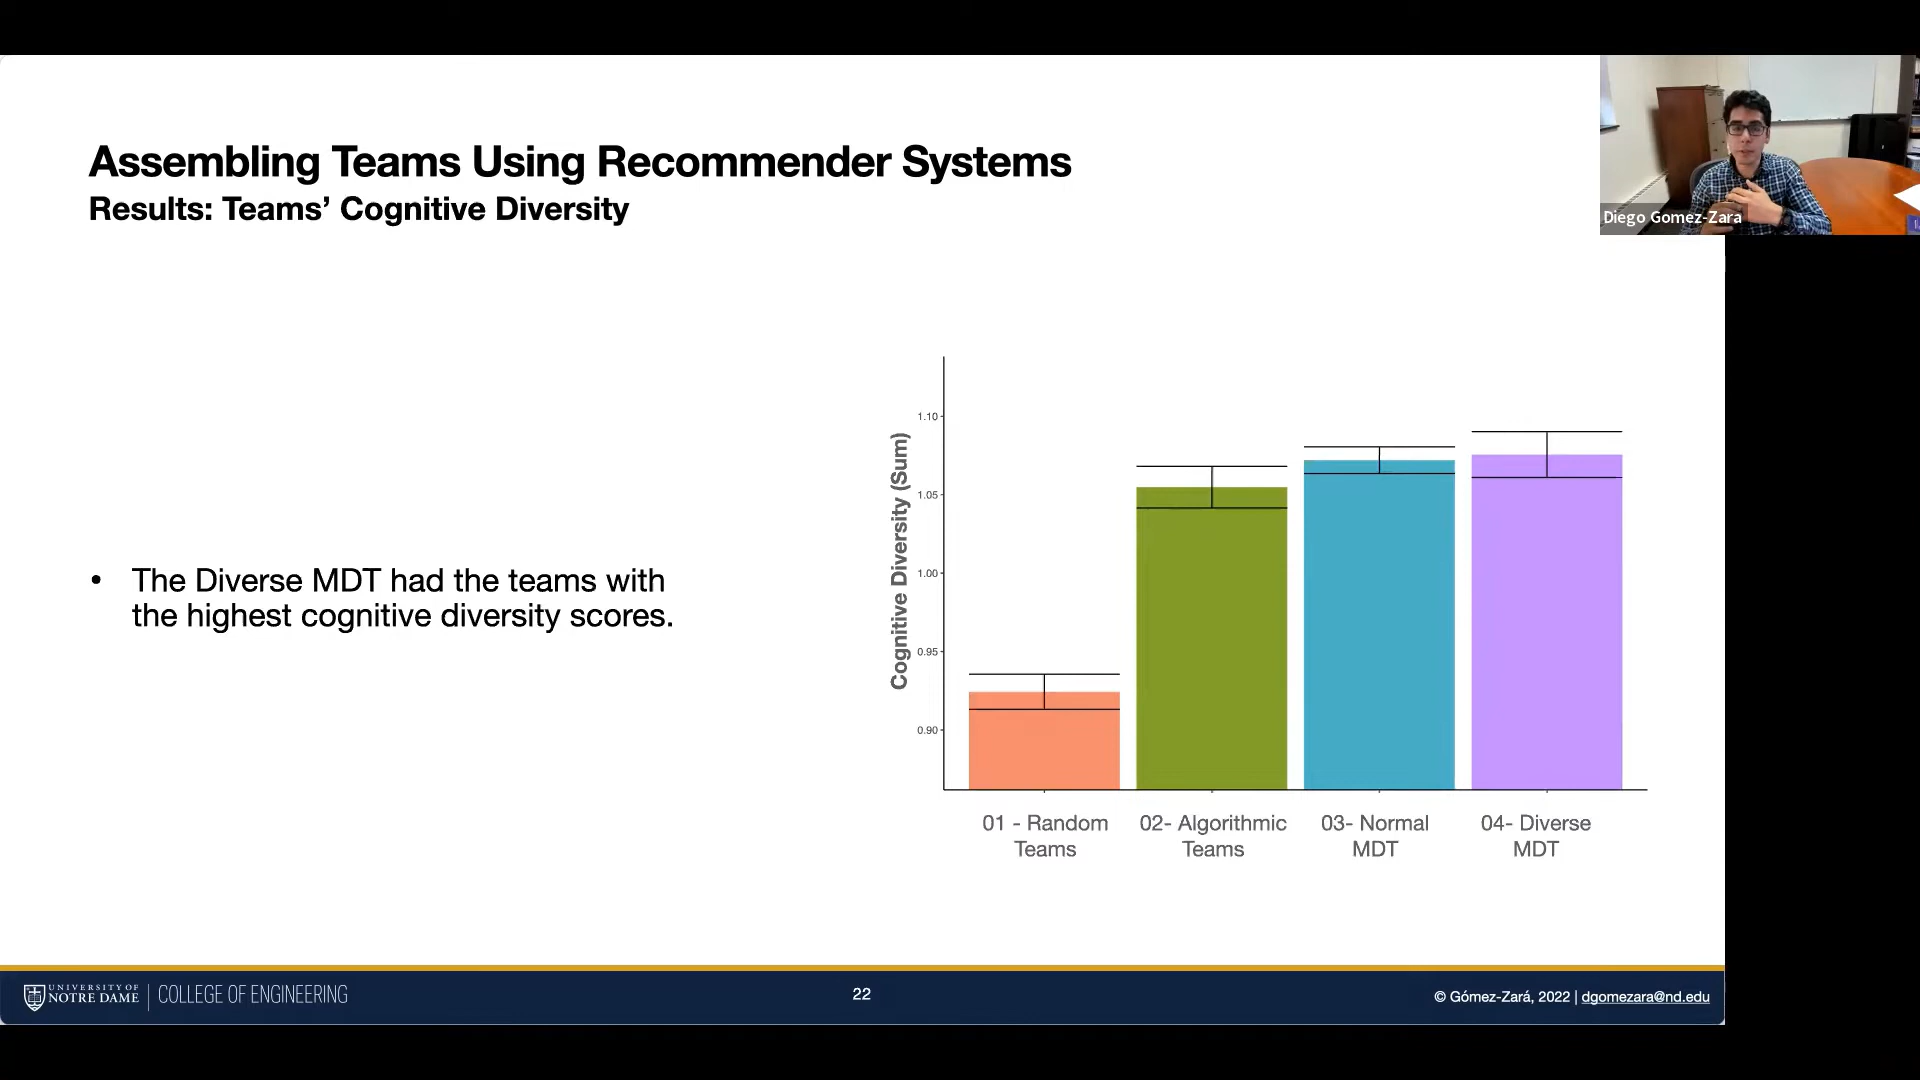 Assembling Teams Using Recommender Systems
Results: Teams’ Cognitive Diversity
Diego Gomez-Zara
• The Diverse MDT had the teams with
the highest cognitive diversity scores.
Cognitive Diversity (Sum)
1.10
1.05
1.00
0.95
0.90
01 - Random
Teams
02- Algorithmic
Teams
03- Normal
MDT
04- Diverse
MDT
UNIVERSITY OF
NOTRE DAME
COLLEGE OF ENGINEERING
22
© Gómez-Zará, 2022 | dgomezara@nd.edu